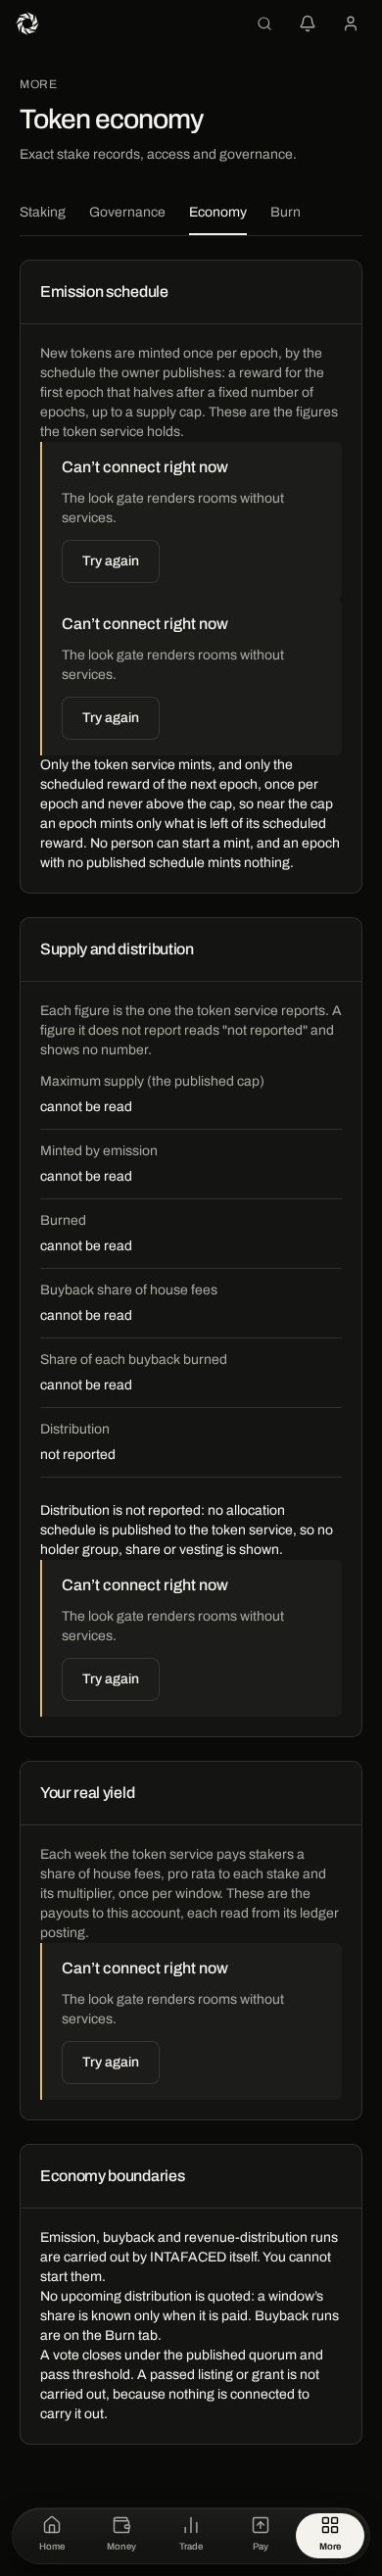 MORE
Token economy
Exact stake records, access and governance.
Staking Governance Economy Burn
Emission schedule
New tokens are minted once per epoch, by the
schedule the owner publishes: a reward for the
first epoch that halves after a fixed number of
epochs, up to a supply cap. These are the figures
the token service holds.
Can’t connect right now
The look gate renders rooms without
services.
Try again
Can’t connect right now
The look gate renders rooms without
services.
Try again
Only the token service mints, and only the
scheduled reward of the next epoch, once per
epoch and never above the cap, so near the cap
an epoch mints only what is left of its scheduled
reward. No person can start a mint, and an epoch
with no published schedule mints nothing.
Supply and distribution
Each figure is the one the token service reports. A
figure it does not report reads "not reported" and
shows no number.
Maximum supply (the published cap)
cannot be read
Minted by emission
cannot be read
Burned
cannot be read
Buyback share of house fees
cannot be read
Share of each buyback burned
cannot be read
Distribution
not reported
Distribution is not reported: no allocation
schedule is published to the token service, so no
holder group, share or vesting is shown.
Can’t connect right now
The look gate renders rooms without
services.
Try again
Your real yield
Each week the token service pays stakers a
share of house fees, pro rata to each stake and
its multiplier, once per window. These are the
payouts to this account, each read from its ledger
posting.
Can’t connect right now
The look gate renders rooms without
services.
Try again
Economy boundaries
Emission, buyback and revenue-distribution runs
are carried out by INTAFACED itself. You cannot
start them.
No upcoming distribution is quoted: a window’s
share is known only when it is paid. Buyback runs
are on the Burn tab.
A vote closes under the published quorum and
pass threshold. A passed listing or grant is not
carried out, because nothing is connected to
carry it out.
Home Money Trade Pay More